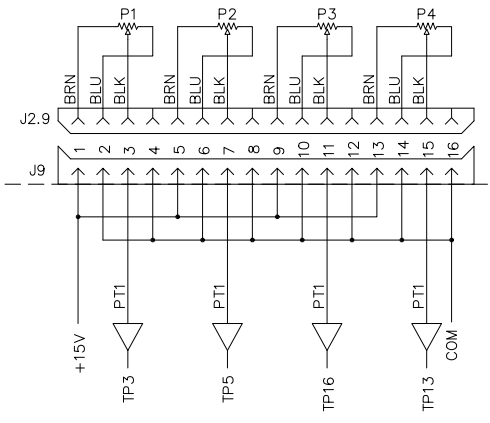 P1 P2 P3 P4
BRN BLU BLK BRN BLU BLK BRN BLU BLK BRN BLU BLK
J2.9
1 2 3 4 5 6 7 8 9 10 11 12 13 14 15 16
J9
PT1 PT1 PT1 PT1
+15V COM
TP3 TP5 TP16 TP13